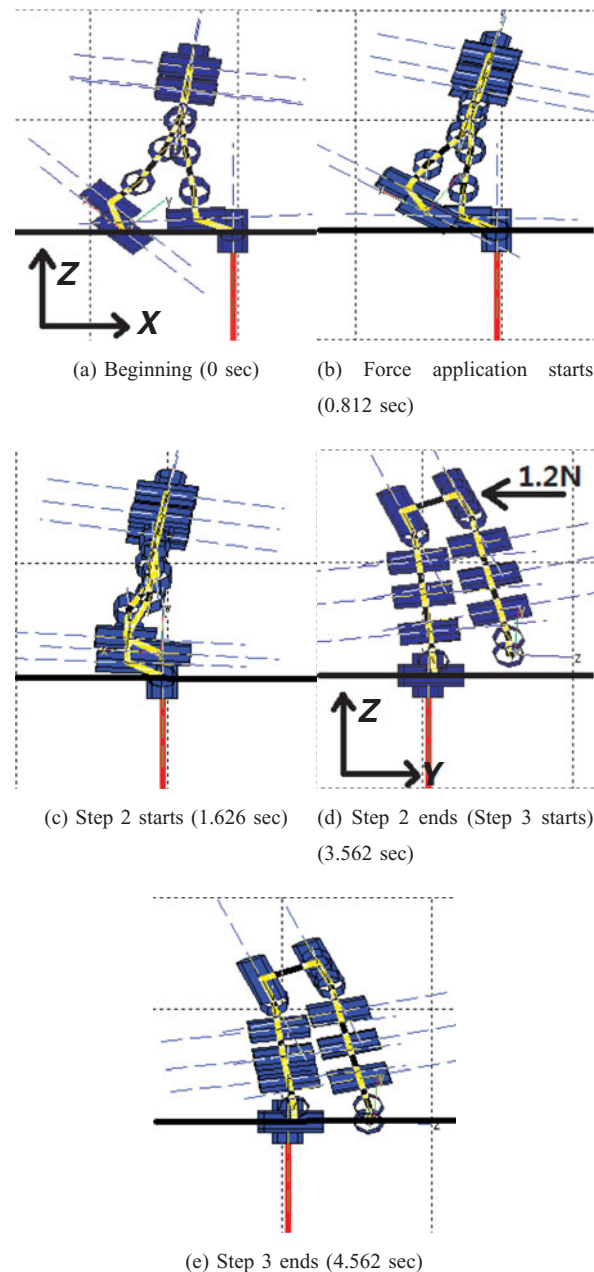 Z
X
(a) Beginning (0 sec)
(b) Force application starts
(0.812 sec)
1.2N
Z
Y
(c) Step 2 starts (1.626 sec)
(d) Step 2 ends (Step 3 starts)
(3.562 sec)
(e) Step 3 ends (4.562 sec)